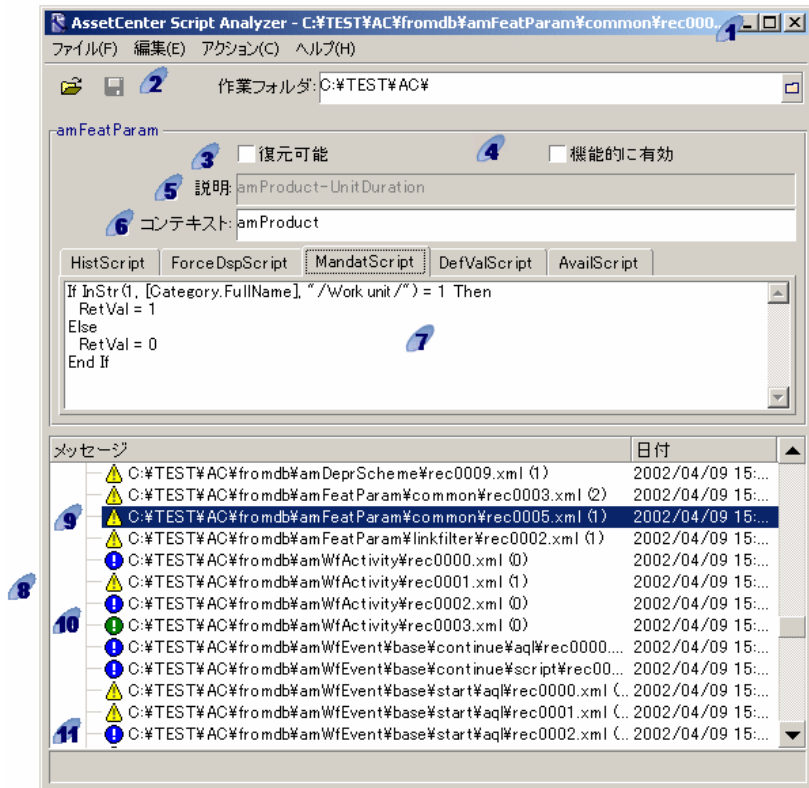 AssetCenter Script Analyzer - C:¥TEST¥AC¥fromdb¥amFeatParam¥common¥rec000...
1
ファイル(F) 編集(E) アクション(C) ヘルプ(H)
2
作業フォルダ: C:¥TEST¥AC¥
amFeatParam
3 復元可能 4 機能的に有効
5 説明: amProduct-UnitDuration
6 コンテキスト: amProduct
HistScript ForceDspScript MandatScript DefValScript AvailScript
If InStr(1, [Category.FullName], "/Work unit/") = 1 Then
RetVal = 1
Else
RetVal = 0
End If
7
メッセージ 日付
C:¥TEST¥AC¥fromdb¥amDeprScheme¥rec0009.xml (1) 2002/04/09 15:...
C:¥TEST¥AC¥fromdb¥amFeatParam¥common¥rec0003.xml (2) 2002/04/09 15:...
9 C:¥TEST¥AC¥fromdb¥amFeatParam¥common¥rec0005.xml (1) 2002/04/09 15:...
C:¥TEST¥AC¥fromdb¥amFeatParam¥linkfilter¥rec0002.xml (1) 2002/04/09 15:...
C:¥TEST¥AC¥fromdb¥amWfActivity¥rec0000.xml (0) 2002/04/09 15:...
8 C:¥TEST¥AC¥fromdb¥amWfActivity¥rec0001.xml (1) 2002/04/09 15:...
C:¥TEST¥AC¥fromdb¥amWfActivity¥rec0002.xml (0) 2002/04/09 15:...
10 C:¥TEST¥AC¥fromdb¥amWfActivity¥rec0003.xml (0) 2002/04/09 15:...
C:¥TEST¥AC¥fromdb¥amWfEvent¥base¥continue¥aql¥rec0000.... 2002/04/09 15:...
C:¥TEST¥AC¥fromdb¥amWfEvent¥base¥continue¥script¥rec00... 2002/04/09 15:...
C:¥TEST¥AC¥fromdb¥amWfEvent¥base¥start¥aql¥rec0000.xml (... 2002/04/09 15:...
C:¥TEST¥AC¥fromdb¥amWfEvent¥base¥start¥aql¥rec0001.xml (... 2002/04/09 15:...
11 C:¥TEST¥AC¥fromdb¥amWfEvent¥base¥start¥aql¥rec0002.xml (... 2002/04/09 15:...